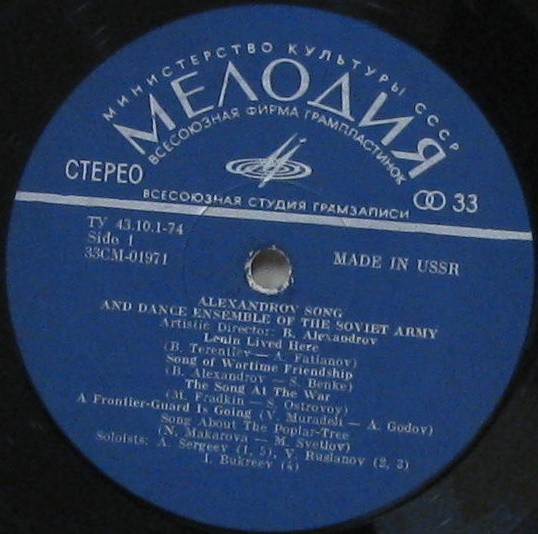 МИНИСТЕРСТВО КУЛЬТУРЫ СССР
МЕЛОДИЯ
ВСЕСОЮЗНАЯ ФИРМА ГРАМПЛАСТИНОК
СТЕРЕО
33
ВСЕСОЮЗНАЯ СТУДИЯ ГРАМЗАПИСИ
ТУ 43.10.1-74
Side 1
33СМ-01971
MADE IN USSR
ALEXANDROV SONG
AND DANCE ENSEMBLE OF THE SOVIET ARMY
Artistic Director: B. Alexandrov
Lenin Lived Here
(B. Terentiev — A. Fatianov)
Song of Wartime Friendship
(B. Alexandrov — S. Benke)
The Song At The War
(M. Fradkin — S. Ostrovoy)
A Frontier-Guard Is Going (V. Muradeli — A. Godov)
Song About The Poplar-Tree
(N. Makarova — M. Svetlov)
Soloists: A. Sergeev (1, 5), V. Ruslanov (2, 3)
I. Bukreev (4)